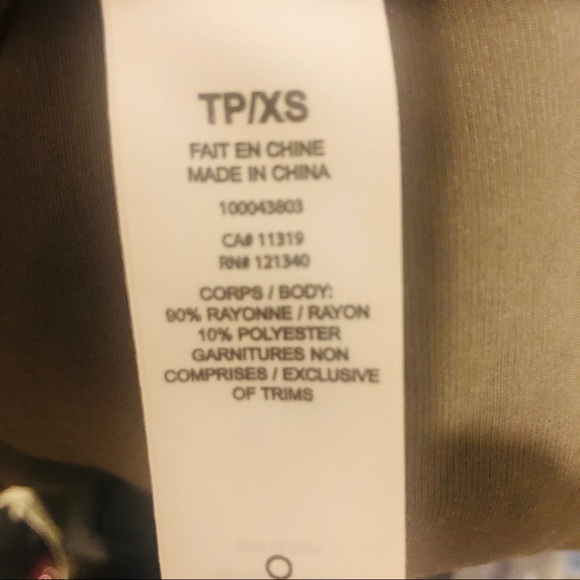 TP/XS
FAIT EN CHINE
MADE IN CHINA
100043803
CA# 11319
RN# 121340
CORPS / BODY:
90% RAYONNE / RAYON
10% POLYESTER
GARNITURES NON
COMPRISES / EXCLUSIVE
OF TRIMS